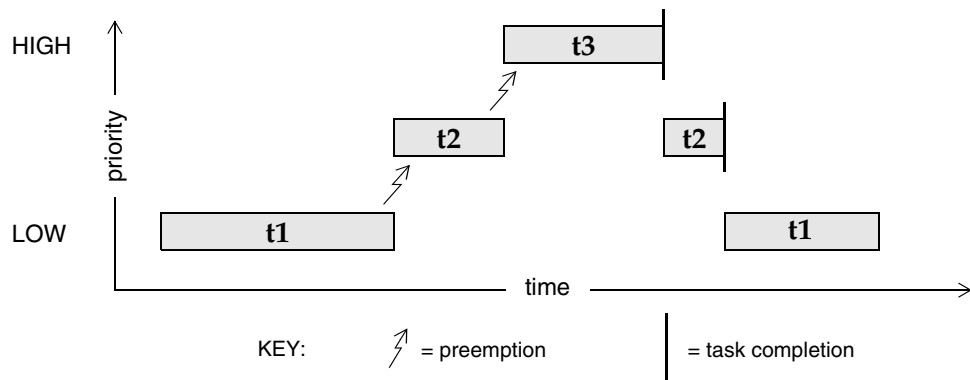 HIGH
t3
priority
t2
t2
LOW
t1
t1
time
KEY:
= preemption
= task completion